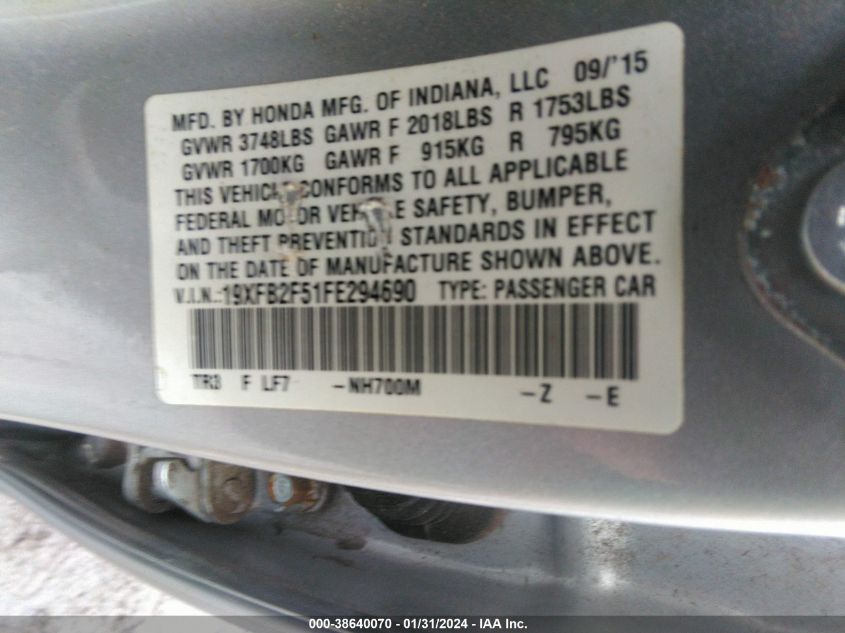 MFD. BY HONDA MFG. OF INDIANA, LLC 09/'15
GVWR 3748LBS GAWR F 2018LBS R 1753LBS
GVWR 1700KG GAWR F 915KG R 795KG
THIS VEHICLE CONFORMS TO ALL APPLICABLE
FEDERAL MOTOR VEHICLE SAFETY, BUMPER,
AND THEFT PREVENTION STANDARDS IN EFFECT
ON THE DATE OF MANUFACTURE SHOWN ABOVE.
V.I.N.:19XFB2F51FE294690 TYPE: PASSENGER CAR
TR3 F LF7 -NH700M -Z -E
000-38640070 / 01/31/2024 - IAA Inc.